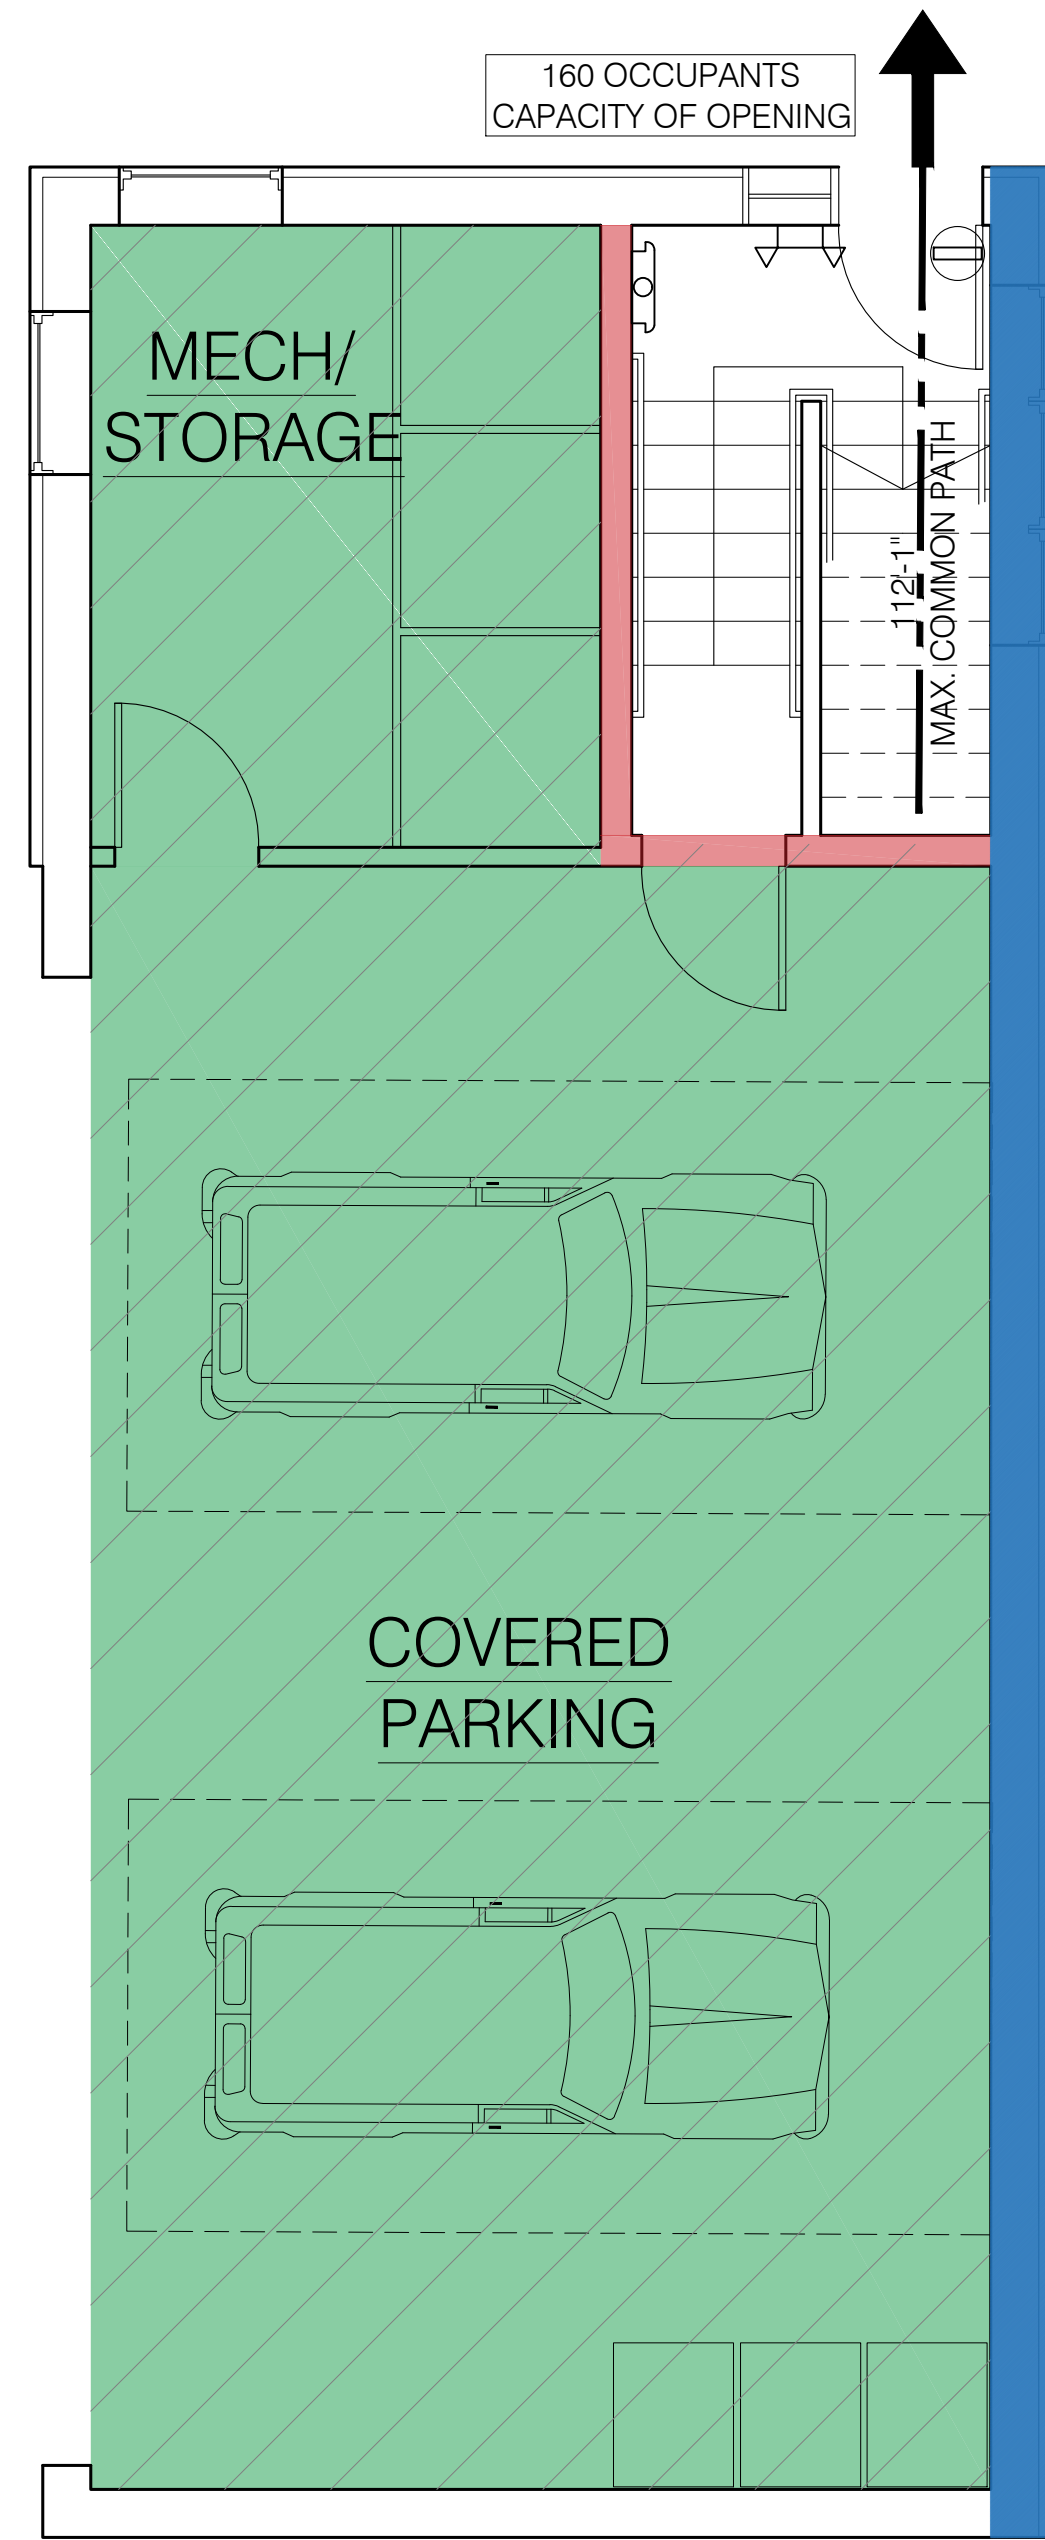 160 OCCUPANTS
CAPACITY OF OPENING
MECH/
STORAGE
112'-1"
MAX. COMMON PATH
COVERED
PARKING